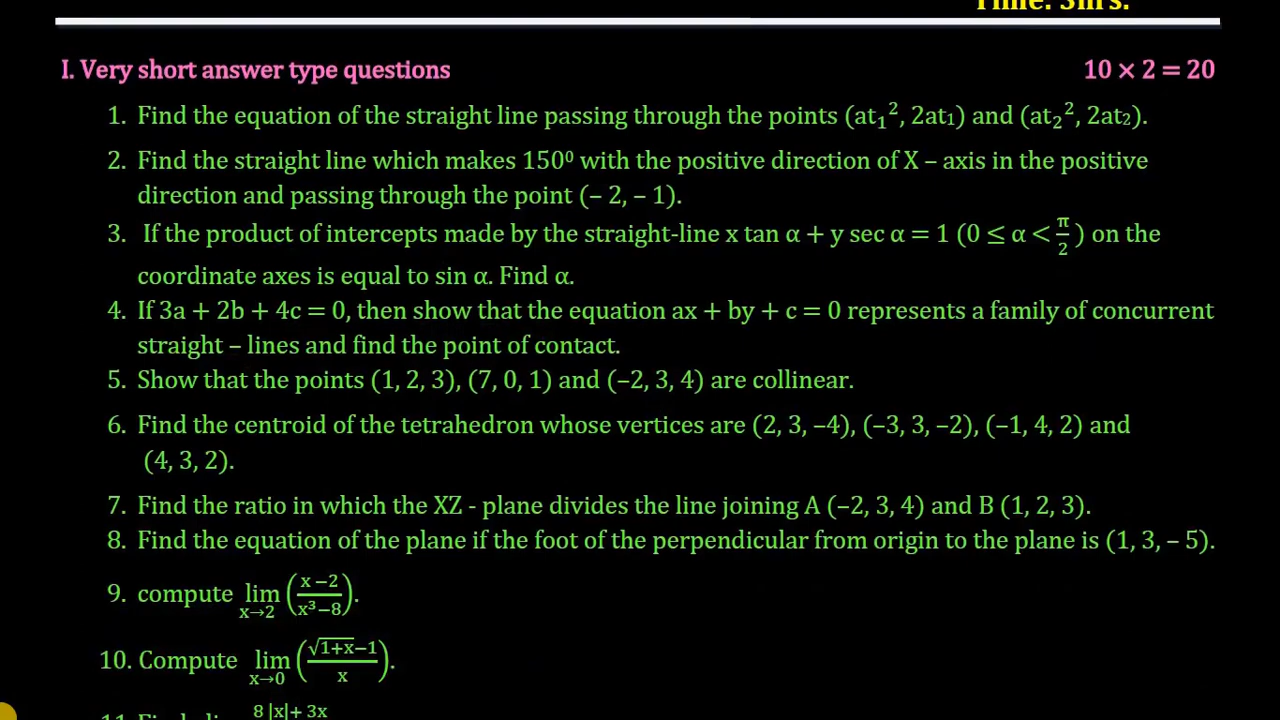 Time: 3hrs.
I. Very short answer type questions 10 × 2 = 20
1. Find the equation of the straight line passing through the points (at₁², 2at₁) and (at₂², 2at₂).
2. Find the straight line which makes 150⁰ with the positive direction of X – axis in the positive
direction and passing through the point (– 2, – 1).
3. If the product of intercepts made by the straight-line x tan α + y sec α = 1 (0 ≤ α < π/2) on the
coordinate axes is equal to sin α. Find α.
4. If 3a + 2b + 4c = 0, then show that the equation ax + by + c = 0 represents a family of concurrent
straight – lines and find the point of contact.
5. Show that the points (1, 2, 3), (7, 0, 1) and (–2, 3, 4) are collinear.
6. Find the centroid of the tetrahedron whose vertices are (2, 3, –4), (–3, 3, –2), (–1, 4, 2) and
(4, 3, 2).
7. Find the ratio in which the XZ - plane divides the line joining A (–2, 3, 4) and B (1, 2, 3).
8. Find the equation of the plane if the foot of the perpendicular from origin to the plane is (1, 3, – 5).
9. compute lim x→2 (x –2 / x³–8).
10. Compute lim x→0 (√1+x–1 / x).
11. Find lim 8 |x|+ 3x